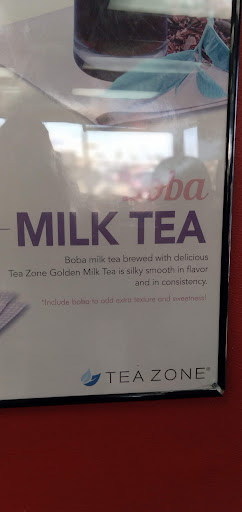 Boba
MILK TEA
Boba milk tea brewed with delicious
Tea Zone Golden Milk Tea is silky smooth in flavor
and in consistency.
*Include boba to add extra texture and sweetness!
TEA ZONE®